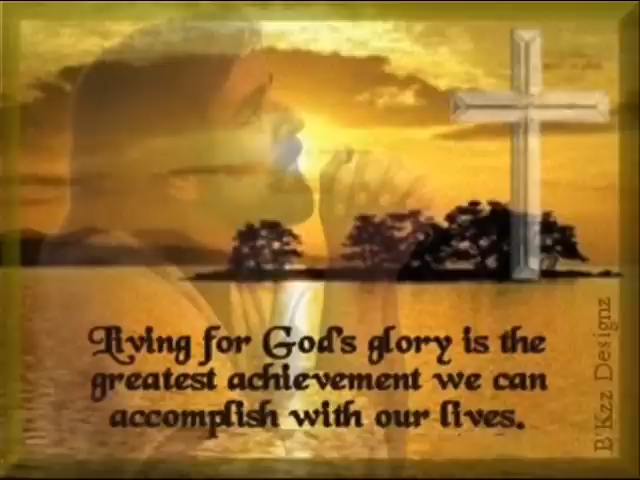 Living for God's glory is the
greatest achievement we can
accomplish with our lives.
B'Kzz Designz